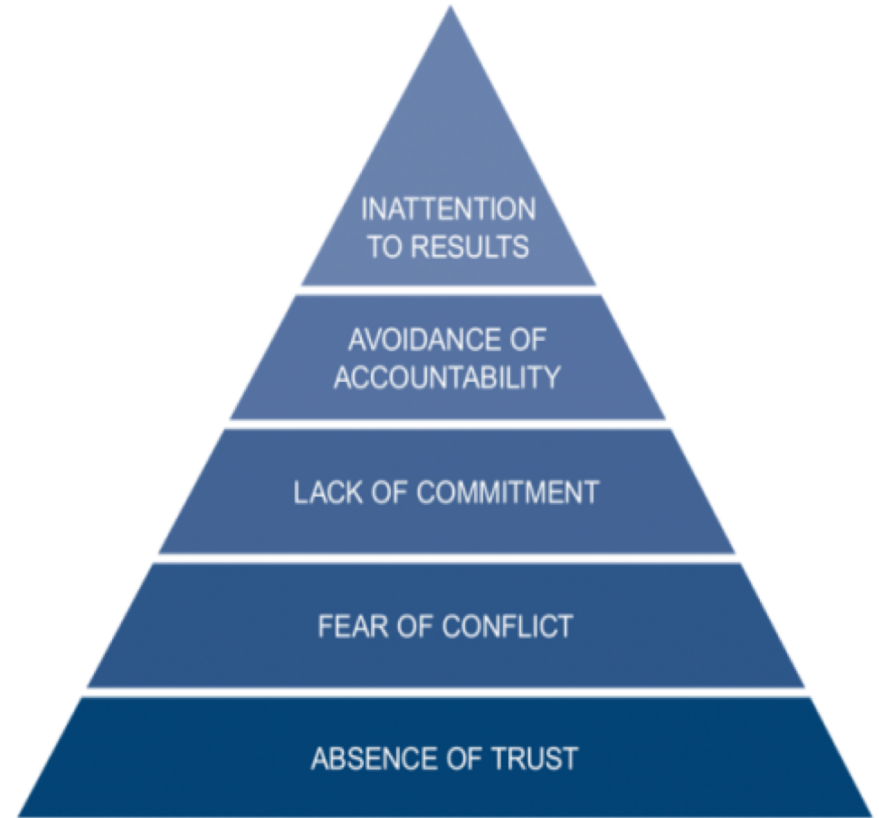 INATTENTION
TO RESULTS
AVOIDANCE OF
ACCOUNTABILITY
LACK OF COMMITMENT
FEAR OF CONFLICT
ABSENCE OF TRUST